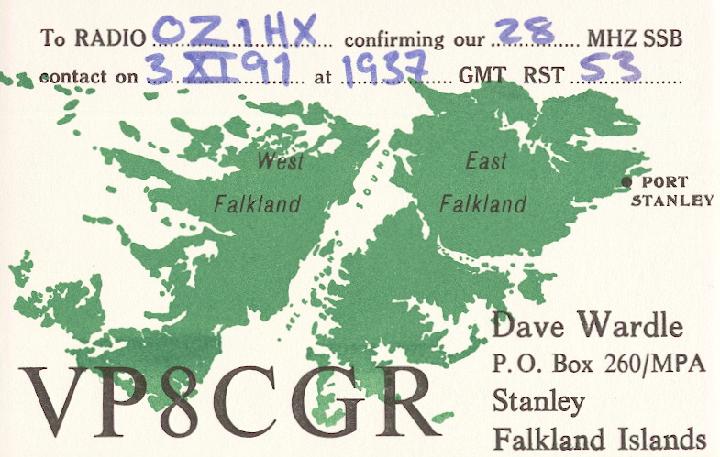 To RADIO OZ1HX confirming our 28 MHZ SSB
contact on 3 XI 91 at 1937 GMT RST 53
West
Falkland
East
Falkland
PORT
STANLEY
Dave Wardle
P.O. Box 260/MPA
Stanley
Falkland Islands
VP8CGR